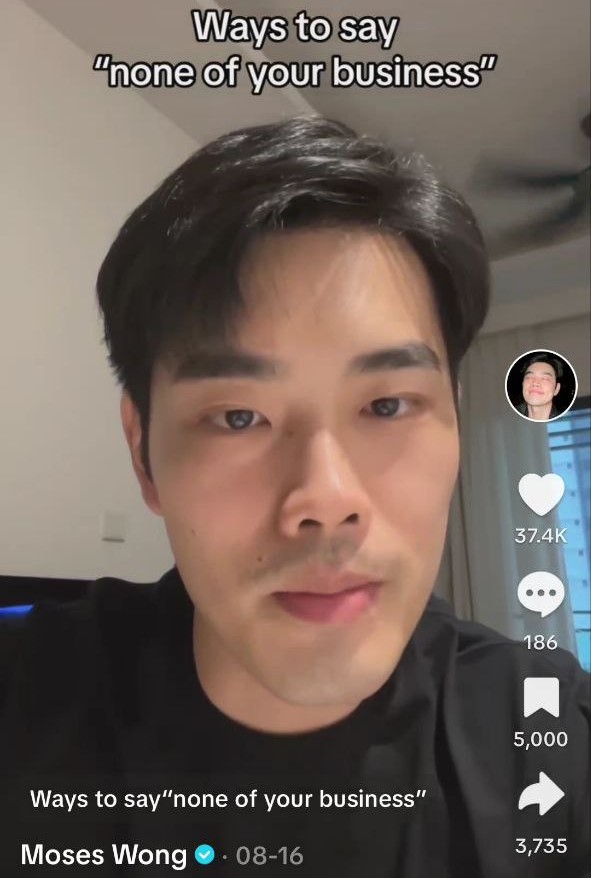 Ways to say
“none of your business”
37.4K
186
5,000
Ways to say“none of your business”
3,735
Moses Wong · 08-16